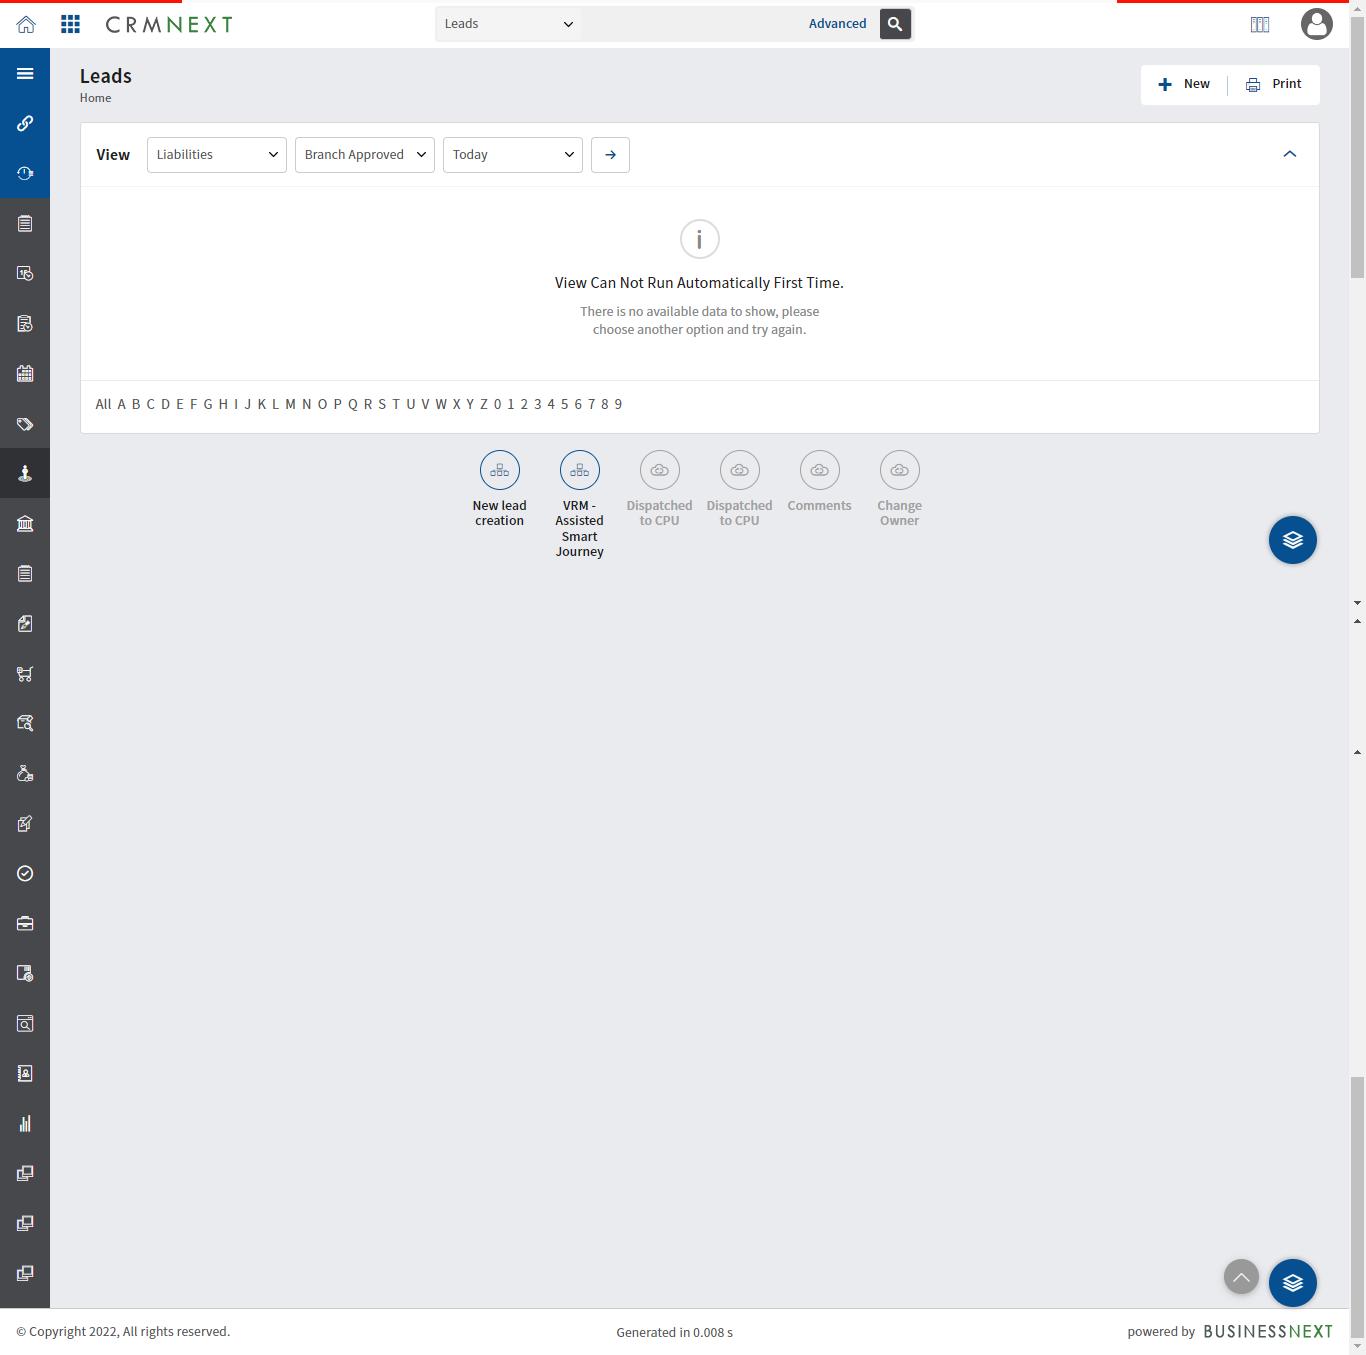 CRMNEXT
Leads
Advanced
Leads
Home
New
Print
View
Liabilities
Branch Approved
Today
View Can Not Run Automatically First Time.
There is no available data to show, please
choose another option and try again.
All A B C D E F G H I J K L M N O P Q R S T U V W X Y Z 0 1 2 3 4 5 6 7 8 9
New lead
creation
VRM -
Assisted
Smart
Journey
Dispatched
to CPU
Dispatched
to CPU
Comments
Change
Owner
© Copyright 2022, All rights reserved.
Generated in 0.008 s
powered by BUSINESSNEXT